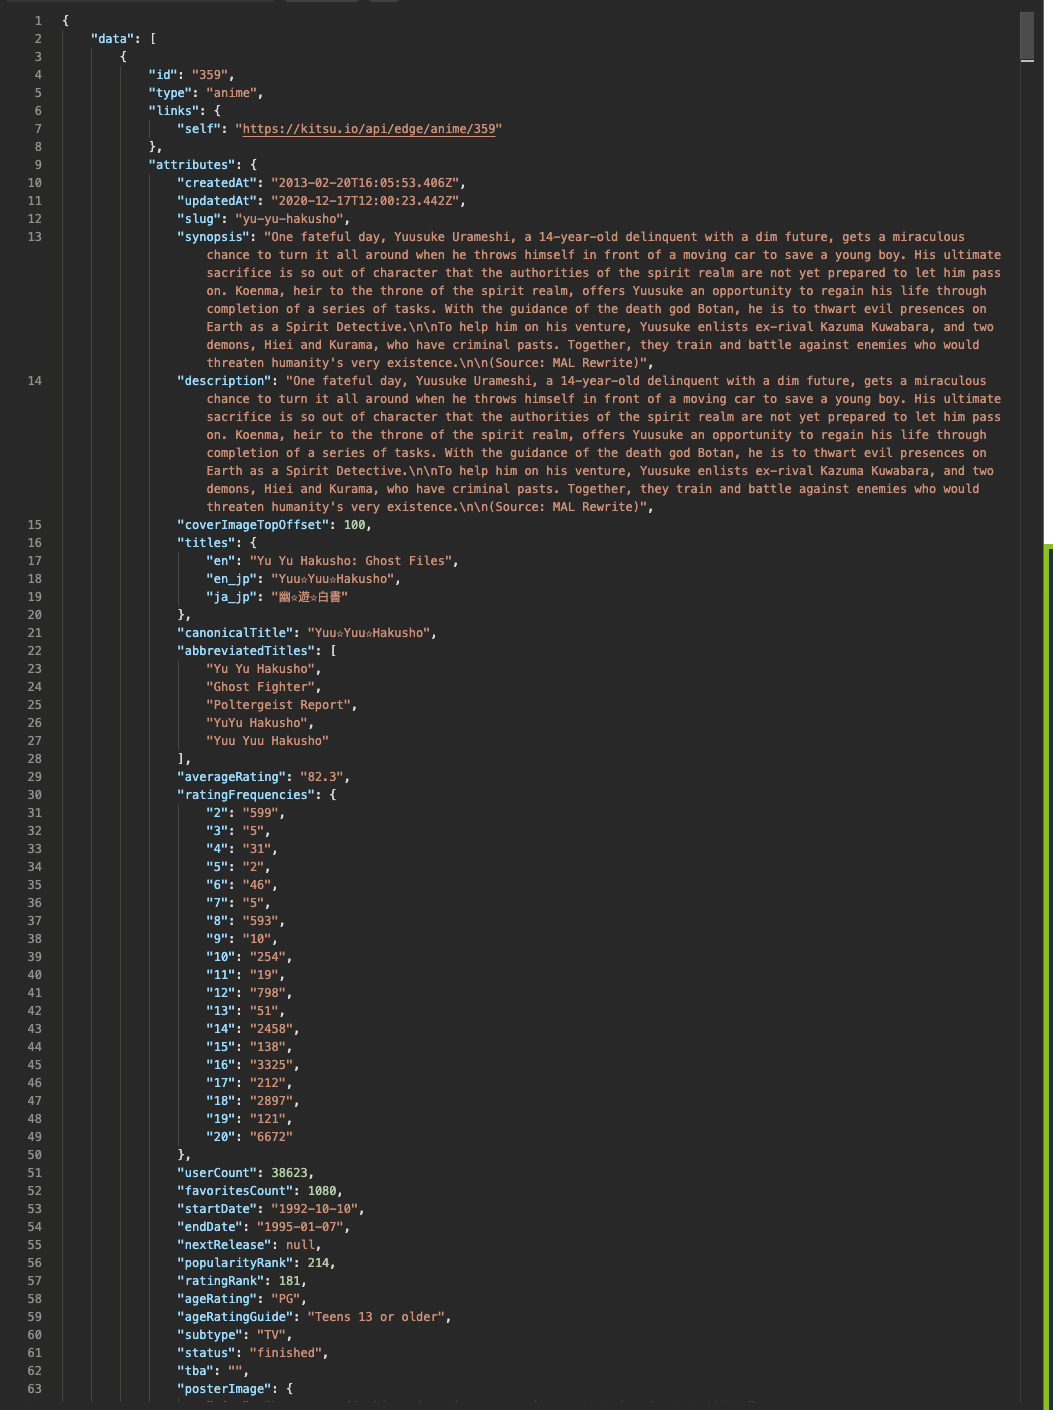 1 {
2 "data": [
3 {
4 "id": "359",
5 "type": "anime",
6 "links": {
7 "self": "https://kitsu.io/api/edge/anime/359"
8 },
9 "attributes": {
10 "createdAt": "2013-02-20T16:05:53.406Z",
11 "updatedAt": "2020-12-17T12:00:23.442Z",
12 "slug": "yu-yu-hakusho",
13 "synopsis": "One fateful day, Yuusuke Urameshi, a 14-year-old delinquent with a dim future, gets a miraculous
chance to turn it all around when he throws himself in front of a moving car to save a young boy. His ultimate
sacrifice is so out of character that the authorities of the spirit realm are not yet prepared to let him pass
on. Koenma, heir to the throne of the spirit realm, offers Yuusuke an opportunity to regain his life through
completion of a series of tasks. With the guidance of the death god Botan, he is to thwart evil presences on
Earth as a Spirit Detective.\n\nTo help him on his venture, Yuusuke enlists ex-rival Kazuma Kuwabara, and two
demons, Hiei and Kurama, who have criminal pasts. Together, they train and battle against enemies who would
threaten humanity's very existence.\n\n(Source: MAL Rewrite)",
14 "description": "One fateful day, Yuusuke Urameshi, a 14-year-old delinquent with a dim future, gets a miraculous
chance to turn it all around when he throws himself in front of a moving car to save a young boy. His ultimate
sacrifice is so out of character that the authorities of the spirit realm are not yet prepared to let him pass
on. Koenma, heir to the throne of the spirit realm, offers Yuusuke an opportunity to regain his life through
completion of a series of tasks. With the guidance of the death god Botan, he is to thwart evil presences on
Earth as a Spirit Detective.\n\nTo help him on his venture, Yuusuke enlists ex-rival Kazuma Kuwabara, and two
demons, Hiei and Kurama, who have criminal pasts. Together, they train and battle against enemies who would
threaten humanity's very existence.\n\n(Source: MAL Rewrite)",
15 "coverImageTopOffset": 100,
16 "titles": {
17 "en": "Yu Yu Hakusho: Ghost Files",
18 "en_jp": "Yuu☆Yuu☆Hakusho",
19 "ja_jp": "幽☆遊☆白書"
20 },
21 "canonicalTitle": "Yuu☆Yuu☆Hakusho",
22 "abbreviatedTitles": [
23 "Yu Yu Hakusho",
24 "Ghost Fighter",
25 "Poltergeist Report",
26 "YuYu Hakusho",
27 "Yuu Yuu Hakusho"
28 ],
29 "averageRating": "82.3",
30 "ratingFrequencies": {
31 "2": "599",
32 "3": "5",
33 "4": "31",
34 "5": "2",
35 "6": "46",
36 "7": "5",
37 "8": "593",
38 "9": "10",
39 "10": "254",
40 "11": "19",
41 "12": "798",
42 "13": "51",
43 "14": "2458",
44 "15": "138",
45 "16": "3325",
46 "17": "212",
47 "18": "2897",
48 "19": "121",
49 "20": "6672"
50 },
51 "userCount": 38623,
52 "favoritesCount": 1080,
53 "startDate": "1992-10-10",
54 "endDate": "1995-01-07",
55 "nextRelease": null,
56 "popularityRank": 214,
57 "ratingRank": 181,
58 "ageRating": "PG",
59 "ageRatingGuide": "Teens 13 or older",
60 "subtype": "TV",
61 "status": "finished",
62 "tba": "",
63 "posterImage": {